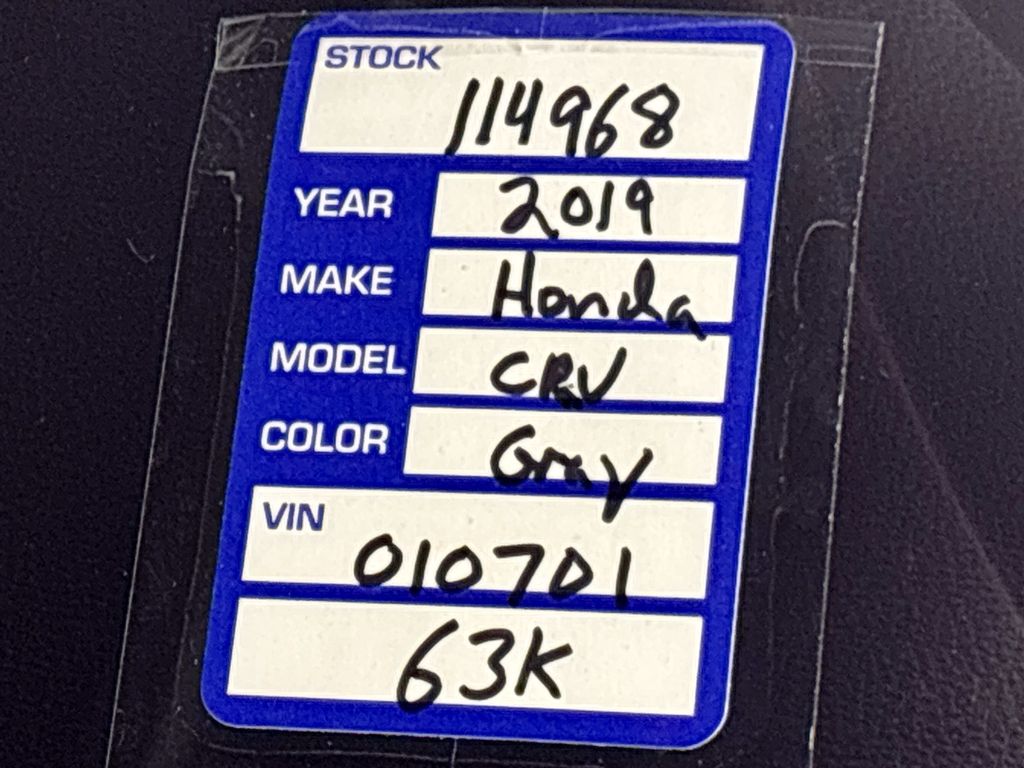 STOCK
114968
YEAR 2019
MAKE Honda
MODEL CRV
COLOR Gray
VIN
010701
63K